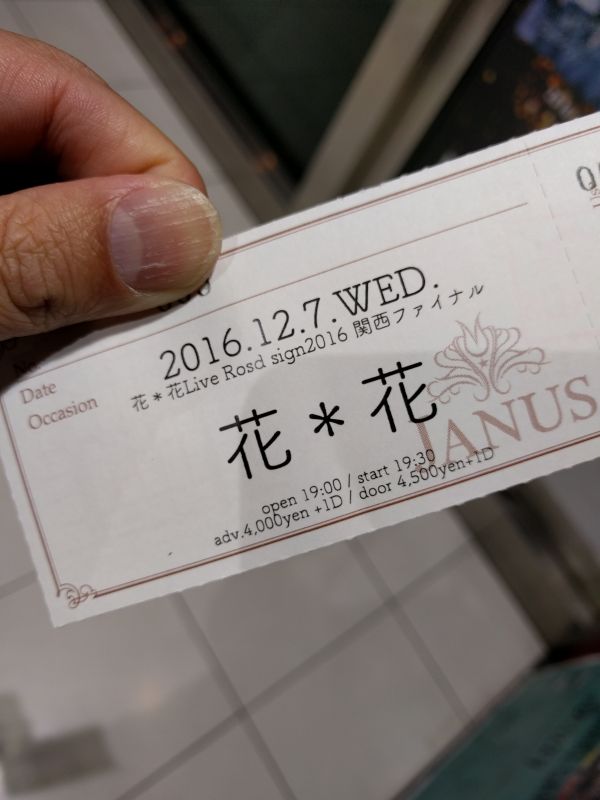 2016.12.7.WED.
Date
花*花Live Rosd sign2016 関西ファイナル
Occasion
花*花
JANUS
open 19:00 / start 19:30
adv.4,000yen +1D / door 4,500yen+1D